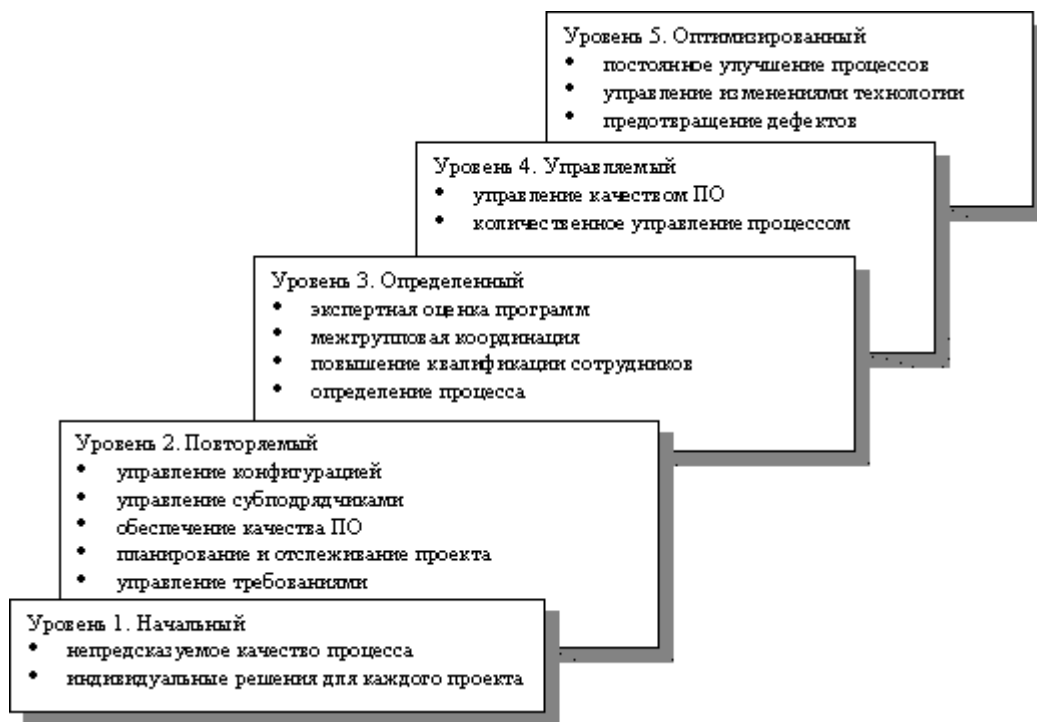 Уровень 5. Оптимизированный
• постоянное улучшение процессов
• управление изменениями технологии
• предотвращение дефектов
Уровень 4. Управляемый
• управление качеством ПО
• количественное управление процессом
Уровень 3. Определенный
• экспертная оценка программ
• межгрупповая координация
• повышение квалификации сотрудников
• определение процесса
Уровень 2. Повторяемый
• управление конфигурацией
• управление субподрядчиками
• обеспечение качества ПО
• планирование и отслеживание проекта
• управление требованиями
Уровень 1. Начальный
• непредсказуемое качество процесса
• индивидуальные решения для каждого проекта